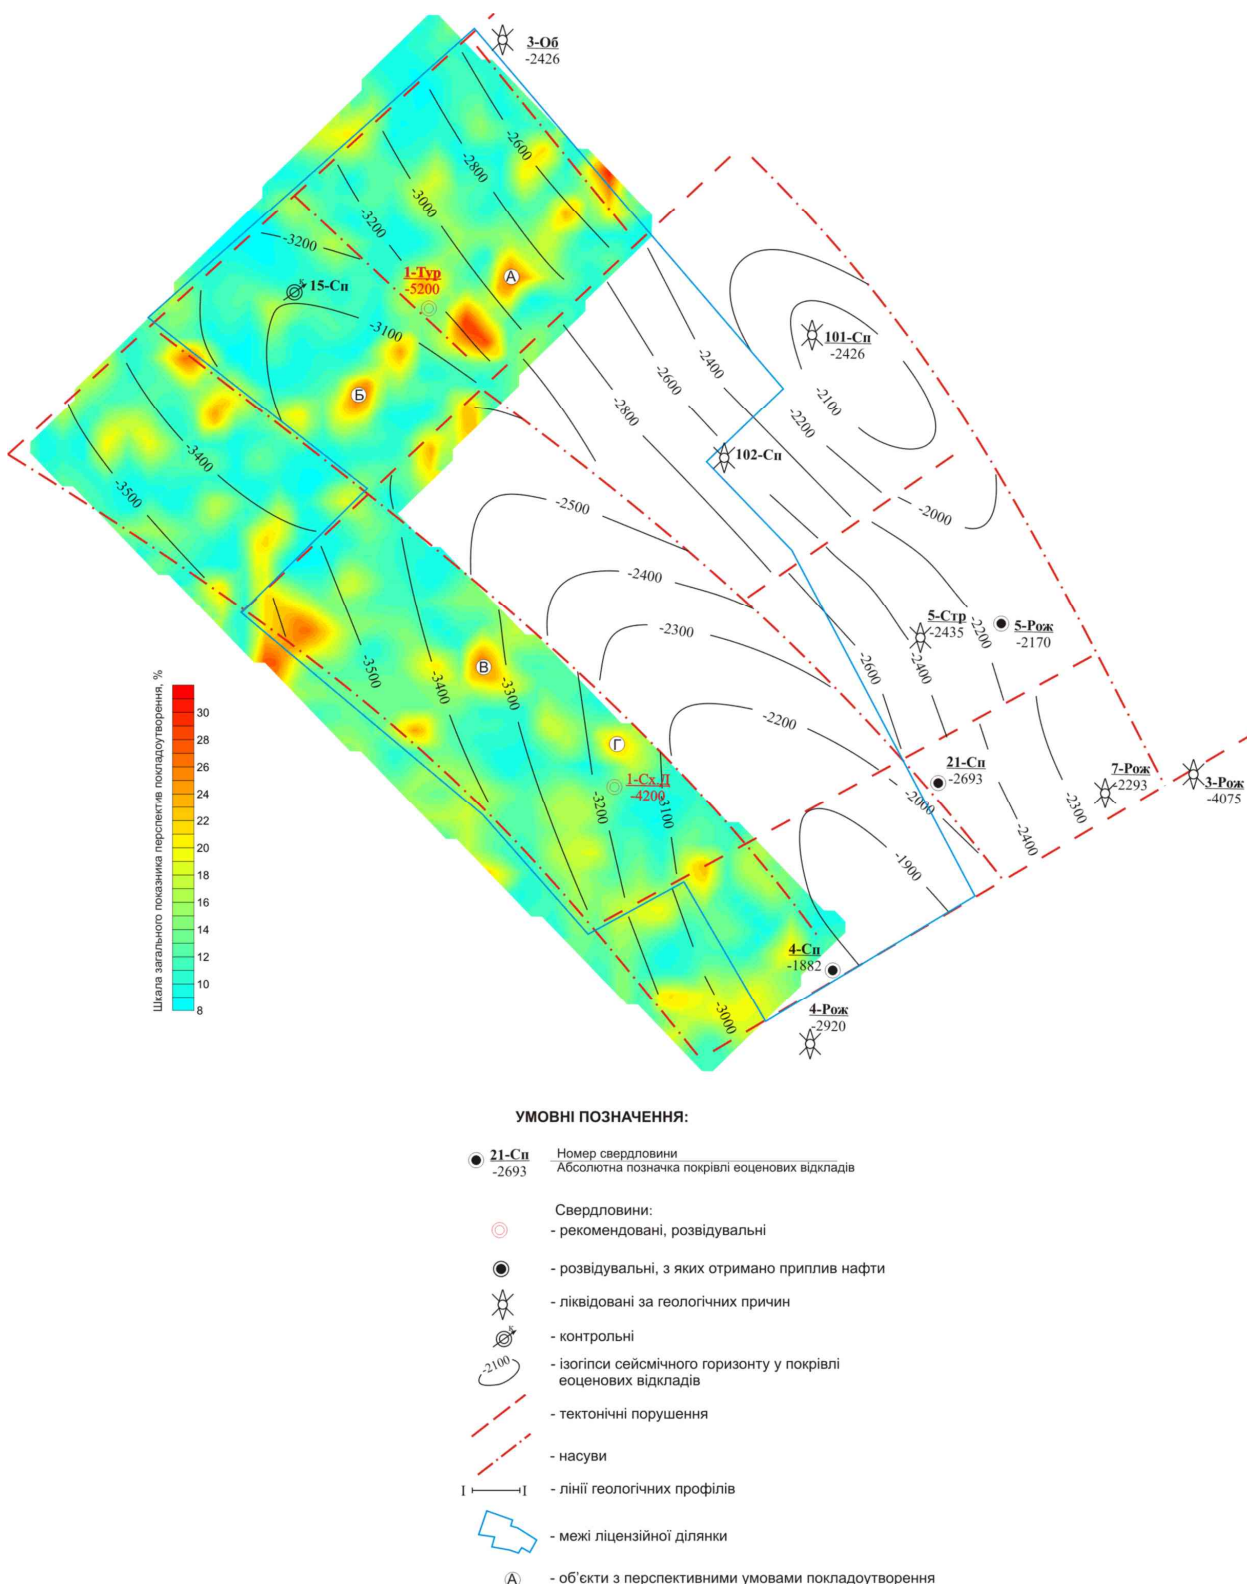 3-Об
-2426
-2600
-2800
-3000
-3200
-3200
1-Тур
-5200
А
15-Сп
-3100
Б
-2400
-2600
-2800
101-Сп
-2426
-2100
-2200
102-Сп
-3400
-3500
-2500
-2000
-2400
-2300
5-Стр
-2435
5-Рож
-2170
-2200
-2400
-2600
В
-3500
-3400
-3300
-2200
Г
1-Сх.Д
-4200
-3200
-3100
21-Сп
-2693
-2000
7-Рож
-2293
3-Рож
-4075
-2300
-2400
-1900
4-Сп
-1882
-3000
4-Рож
-2920
Шкала загального показника перспектив покладоутворення, %
30
28
26
24
22
20
18
16
14
12
10
8
УМОВНІ ПОЗНАЧЕННЯ:
21-Сп
-2693
Номер свердловини
Абсолютна позначка покрівлі еоценових відкладів
Свердловини:
- рекомендовані, розвідувальні
- розвідувальні, з яких отримано приплив нафти
- ліквідовані за геологічних причин
к
- контрольні
-2100
- ізогіпси сейсмічного горизонту у покрівлі
еоценових відкладів
- тектонічні порушення
- насуви
I I
- лінії геологічних профілів
- межі ліцензійної ділянки
А
- об'єкти з перспективними умовами покладоутворення